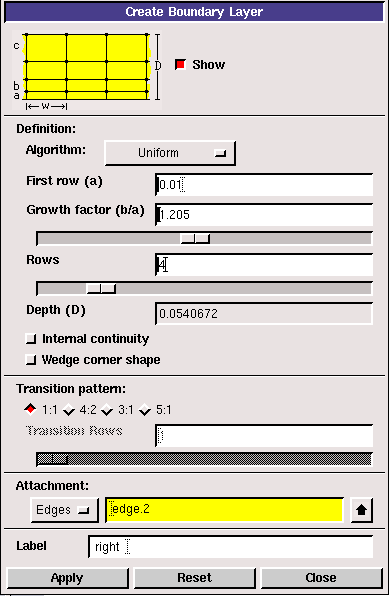 Create Boundary Layer
c
D
b
a
w
Show
Definition:
Algorithm: Uniform
First row (a) 0.01
Growth factor (b/a) 1.205
Rows 4
Depth (D) 0.0540672
Internal continuity
Wedge corner shape
Transition pattern:
1:1 4:2 3:1 5:1
Transition Rows 1
Attachment:
Edges edge.2
Label right
Apply Reset Close